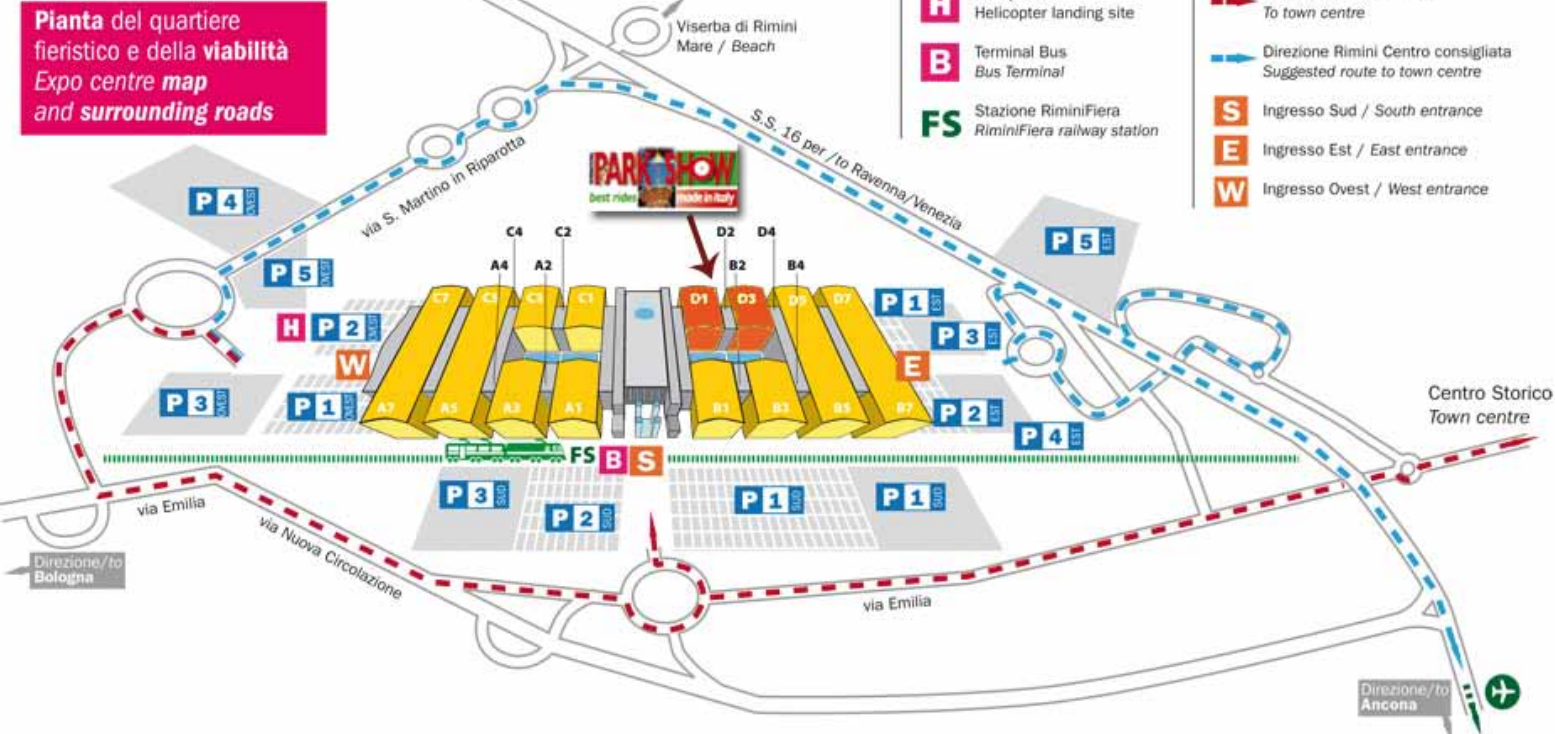 Pianta del quartiere
fieristico e della viabilità
Expo centre map
and surrounding roads
Viserba di Rimini
Mare / Beach
H
Helicopter landing site
B
Terminal Bus
Bus Terminal
FS
Stazione RiminiFiera
RiminiFiera railway station
To town centre
Direzione Rimini Centro consigliata
Suggested route to town centre
S
Ingresso Sud / South entrance
E
Ingresso Est / East entrance
W
Ingresso Ovest / West entrance
S.S. 16 per /to Ravenna/Venezia
via S. Martino in Riparotta
PARK SHOW
best rides made in Italy
P 4 OVEST
P 5 OVEST
P 5 EST
C4 C2 D2 D4
A4 A2 B2 B4
C7 C5 C3 C1 D1 D3 D5 D7
H P 2 OVEST
P 1 EST
P 3 EST
W
E
P 3 OVEST
P 1 OVEST
A7 A5 A3 A1 B1 B3 B5 B7
P 2 EST
P 4 EST
Centro Storico
Town centre
FS B S
P 3 SUD
P 2 SUD
P 1 SUD
P 1 SUD
via Emilia
via Nuova Circolazione
Direzione/to
Bologna
via Emilia
Direzione/to
Ancona